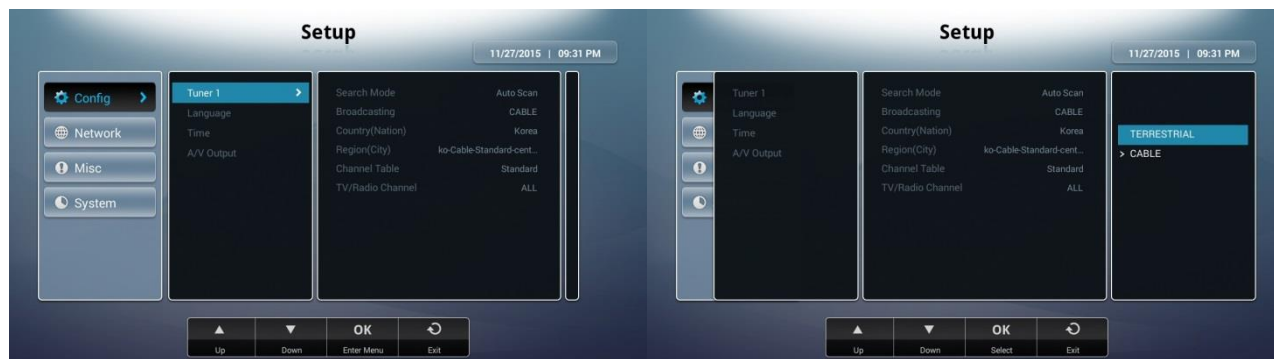 Setup
11/27/2015 | 09:31 PM
Config
Network
Misc
System
Tuner 1
Language
Time
A/V Output
Search Mode Auto Scan
Broadcasting CABLE
Country(Nation) Korea
Region(City) ko-Cable-Standard-cent...
Channel Table Standard
TV/Radio Channel ALL
Up
Down
OK
Enter Menu
Exit
Setup
11/27/2015 | 09:31 PM
Tuner 1
Language
Time
A/V Output
Search Mode Auto Scan
Broadcasting CABLE
Country(Nation) Korea
Region(City) ko-Cable-Standard-cent...
Channel Table Standard
TV/Radio Channel ALL
TERRESTRIAL
> CABLE
Up
Down
OK
Select
Exit